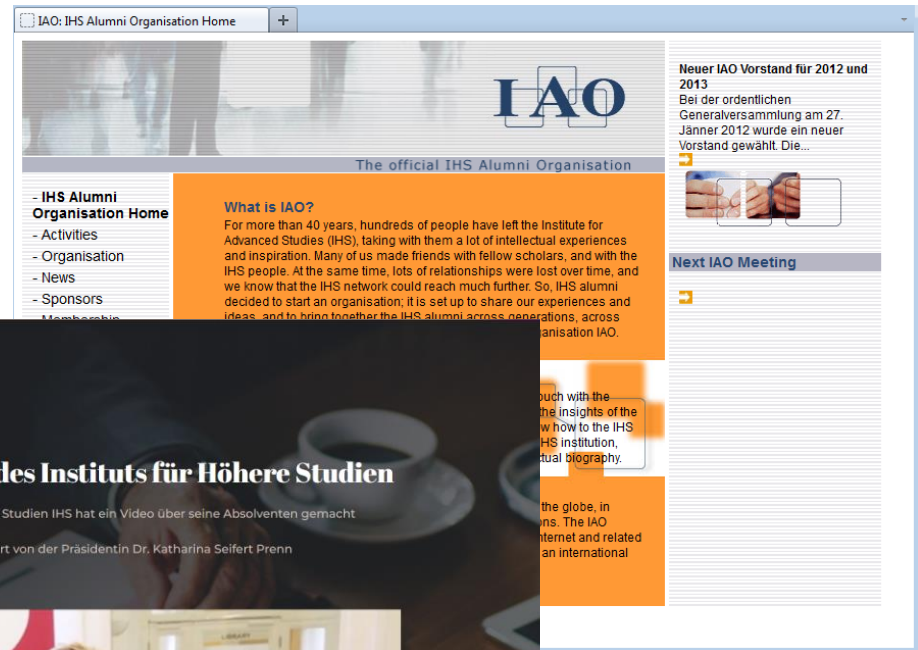 IAO: IHS Alumni Organisation Home
+
IAO
The official IHS Alumni Organisation
- IHS Alumni
Organisation Home
- Activities
- Organisation
- News
- Sponsors
- Membership
What is IAO?
For more than 40 years, hundreds of people have left the Institute for
Advanced Studies (IHS), taking with them a lot of intellectual experiences
and inspiration. Many of us made friends with fellow scholars, and with the
IHS people. At the same time, lots of relationships were lost over time, and
we know that the IHS network could reach much further. So, IHS alumni
decided to start an organisation; it is set up to share our experiences and
ideas, and to bring together the IHS alumni across generations, across
anisation IAO.
ouch with the
the insights of the
w how to the IHS
HS institution,
ctual biography.
the globe, in
ons. The IAO
nternet and related
an international
Neuer IAO Vorstand für 2012 und
2013
Bei der ordentlichen
Generalversammlung am 27.
Jänner 2012 wurde ein neuer
Vorstand gewählt. Die...
Next IAO Meeting
des Instituts für Höhere Studien
Studien IHS hat ein Video über seine Absolventen gemacht
rt von der Präsidentin Dr. Katharina Seifert Prenn
LIBRARY